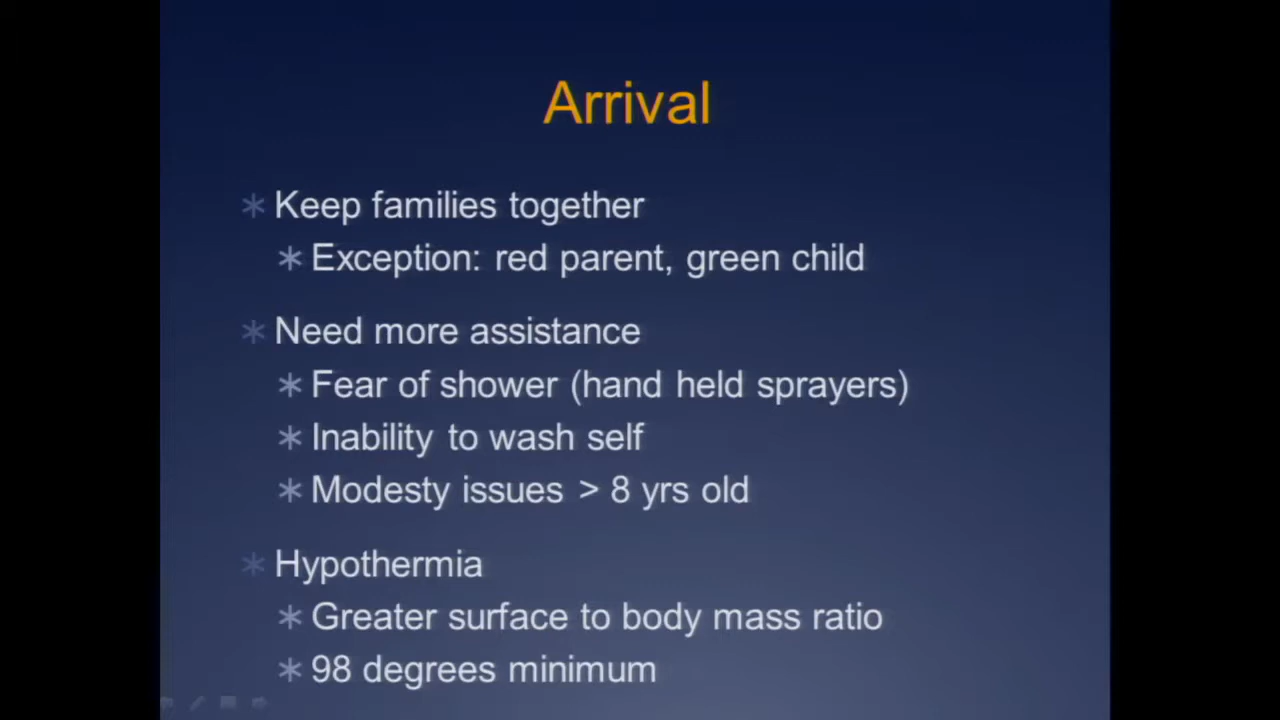 Arrival
* Keep families together
* Exception: red parent, green child
* Need more assistance
* Fear of shower (hand held sprayers)
* Inability to wash self
* Modesty issues > 8 yrs old
* Hypothermia
* Greater surface to body mass ratio
* 98 degrees minimum